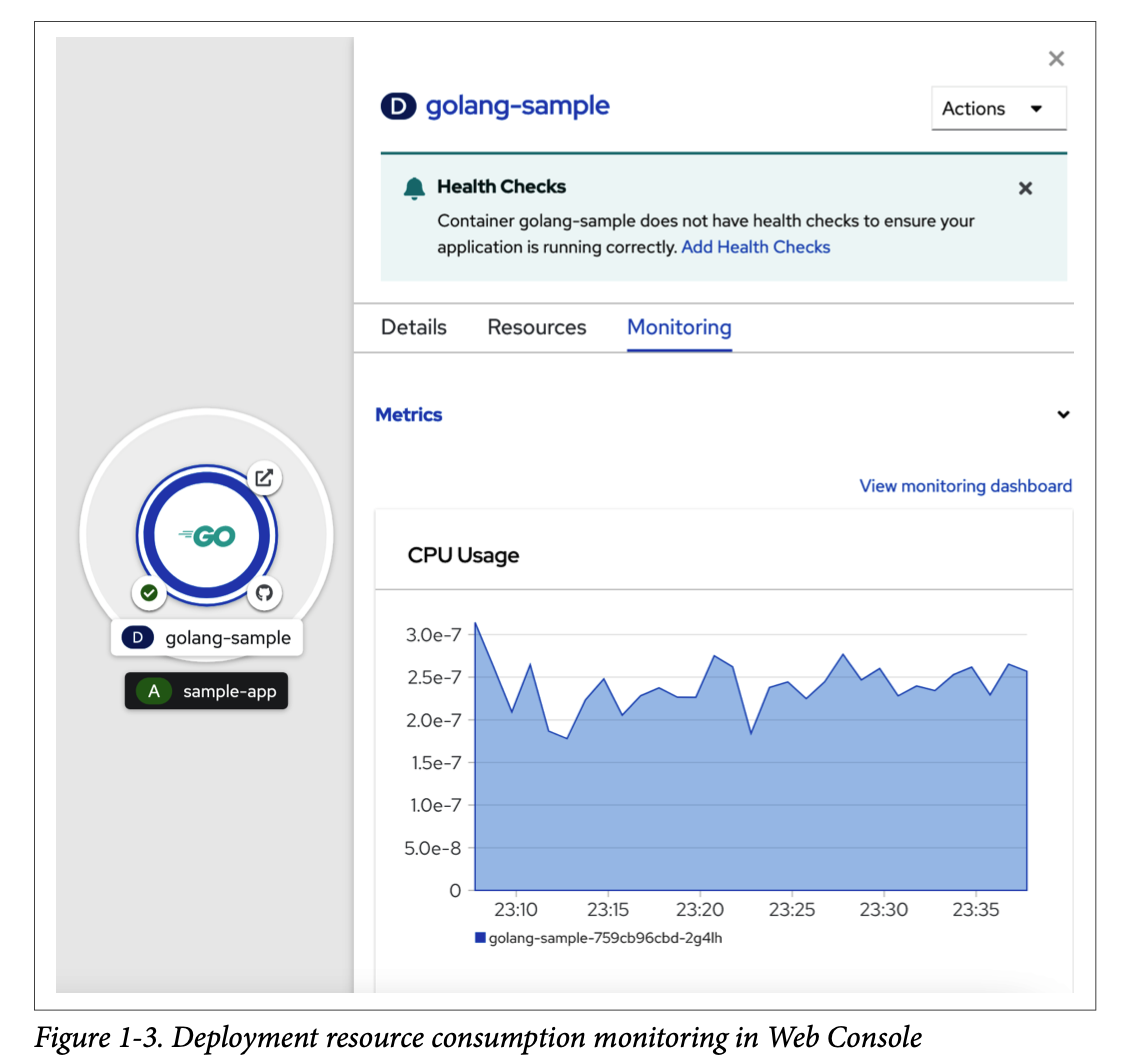 D golang-sample
Actions
Health Checks
Container golang-sample does not have health checks to ensure your
application is running correctly. Add Health Checks
Details Resources Monitoring
Metrics
View monitoring dashboard
CPU Usage
3.0e-7
2.5e-7
2.0e-7
1.5e-7
1.0e-7
5.0e-8
0
23:10 23:15 23:20 23:25 23:30 23:35
golang-sample-759cb96cbd-2g4lh
GO
D golang-sample
A sample-app
Figure 1-3. Deployment resource consumption monitoring in Web Console